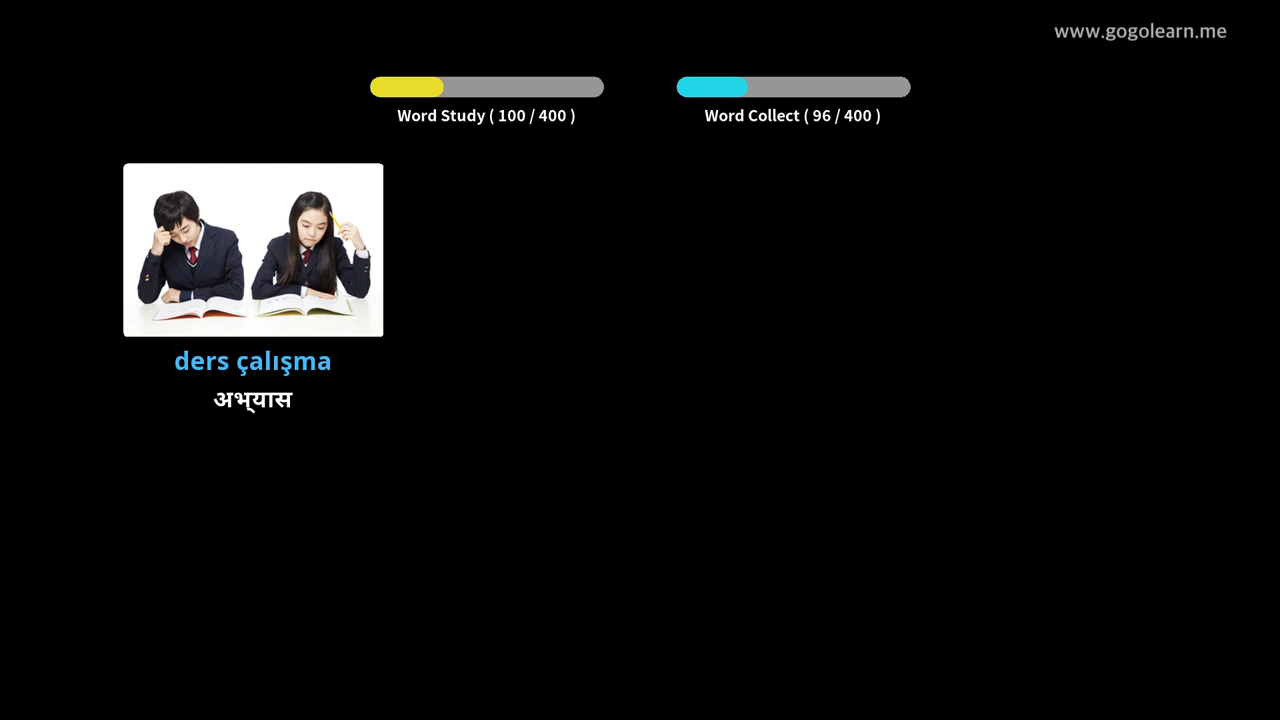 www.gogolearn.me
Word Study ( 100 / 400 )
Word Collect ( 96 / 400 )
ders çalışma
अभ्यास